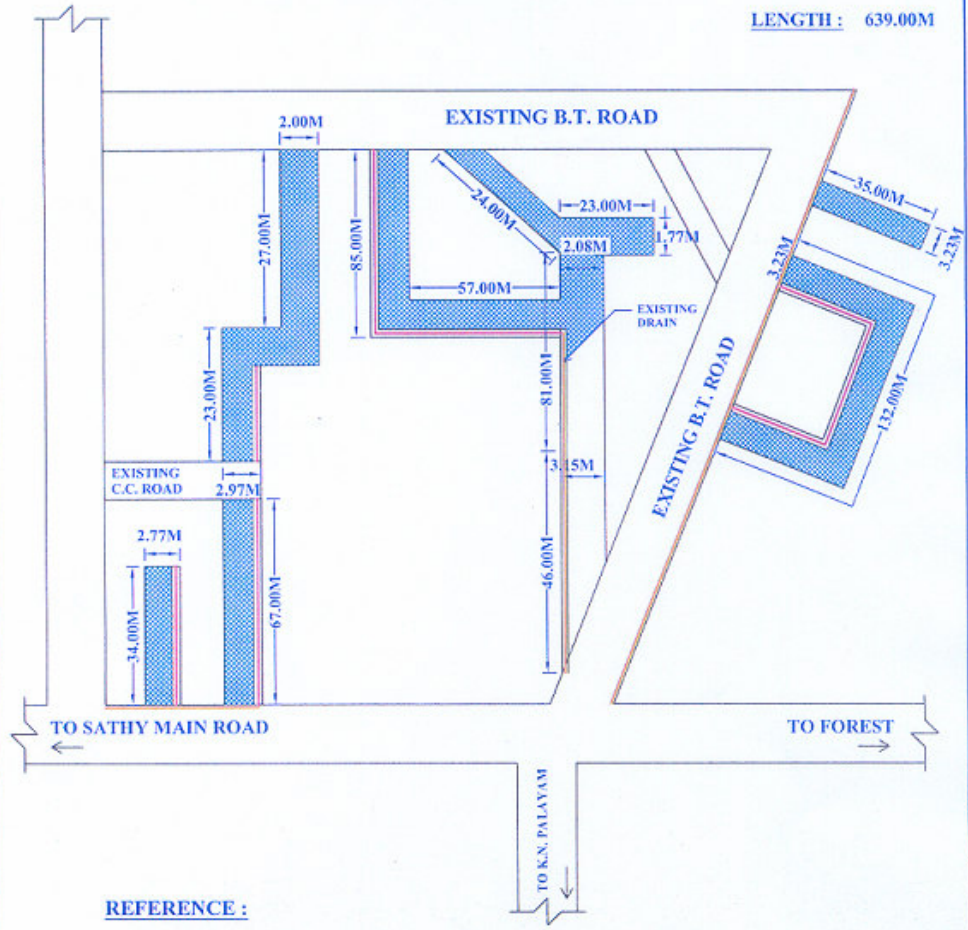 LENGTH : 639.00M
EXISTING B.T. ROAD
2.00M
27.00M
85.00M
24.00M
23.00M
1.77M
2.08M
57.00M
35.00M
3.23M
3.23M
EXISTING
DRAIN
23.00M
81.00M
132.00M
EXISTING B.T. ROAD
EXISTING
C.C. ROAD
2.97M
3.15M
2.77M
34.00M
67.00M
46.00M
TO SATHY MAIN ROAD
TO FOREST
TO K.N. PALAYAM
REFERENCE :